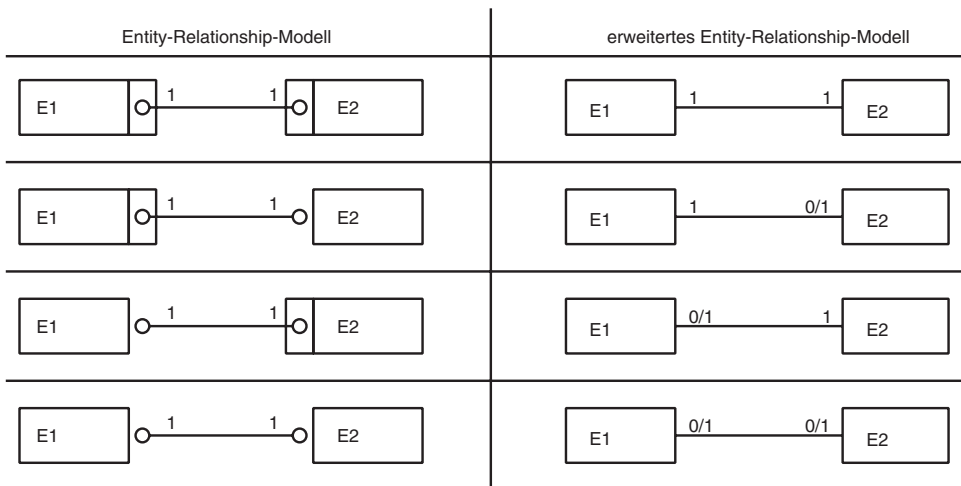 Entity-Relationship-Modell erweitertes Entity-Relationship-Modell
E1 1 1 E2 E1 1 1 E2
E1 1 1 E2 E1 1 0/1 E2
E1 1 1 E2 E1 0/1 1 E2
E1 1 1 E2 E1 0/1 0/1 E2